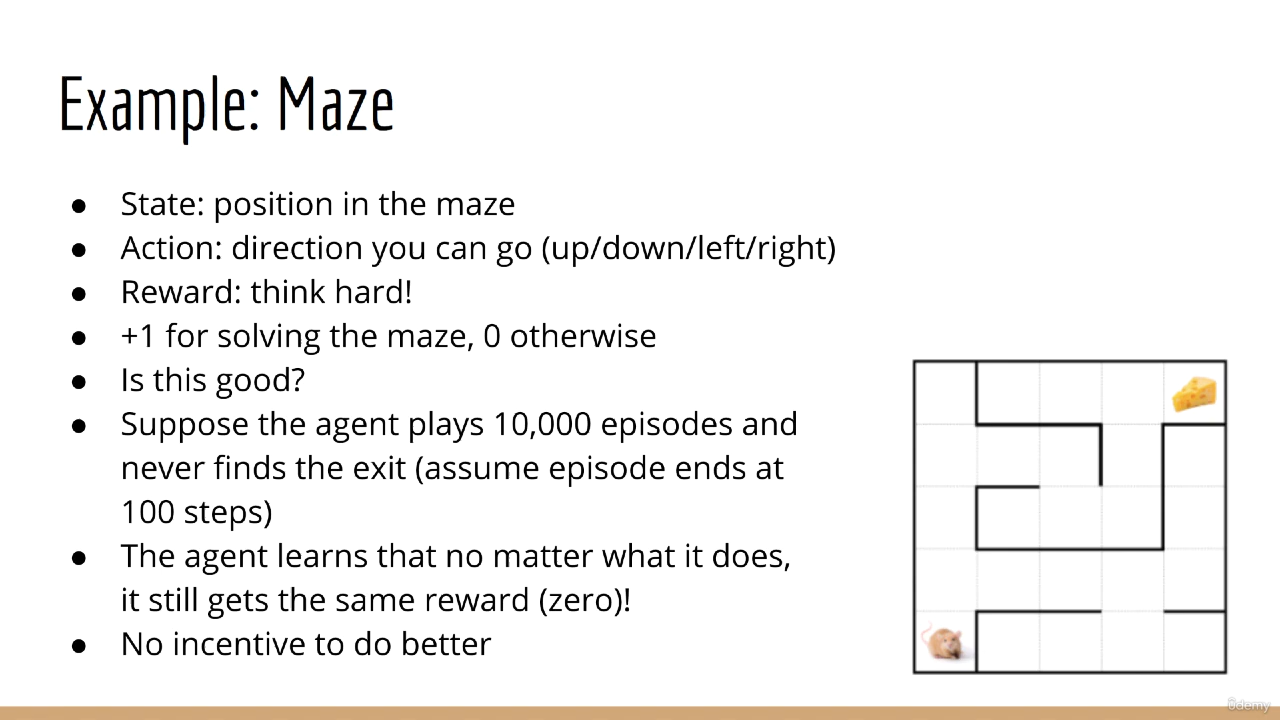 Example: Maze
● State: position in the maze
● Action: direction you can go (up/down/left/right)
● Reward: think hard!
● +1 for solving the maze, 0 otherwise
● Is this good?
● Suppose the agent plays 10,000 episodes and
never finds the exit (assume episode ends at
100 steps)
● The agent learns that no matter what it does,
it still gets the same reward (zero)!
● No incentive to do better
ûdemy